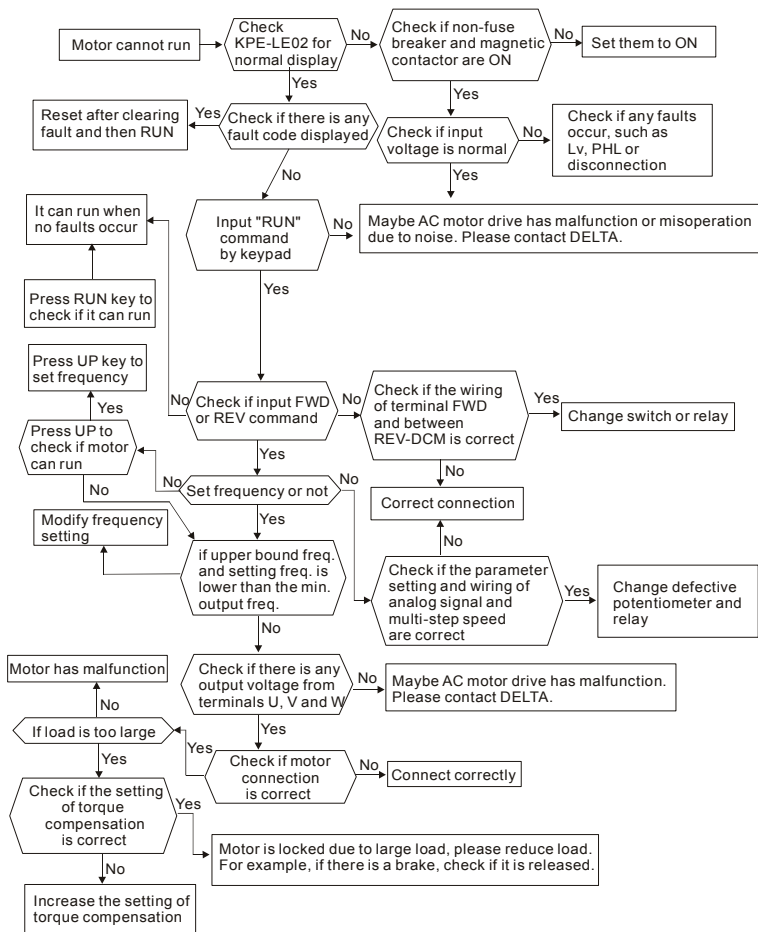 Motor cannot run
Check
KPE-LE02 for
normal display
No
Check if non-fuse
breaker and magnetic
contactor are ON
No
Set them to ON
Yes
Yes
Reset after clearing
fault and then RUN
Yes
Check if there is any
fault code displayed
Check if input
voltage is normal
No
Check if any faults
occur, such as
Lv, PHL or
disconnection
No
Yes
It can run when
no faults occur
Input "RUN"
command
by keypad
No
Maybe AC motor drive has malfunction or misoperation
due to noise. Please contact DELTA.
Press RUN key to
check if it can run
Yes
Press UP key to
set frequency
No
Check if input FWD
or REV command
No
Check if the wiring
of terminal FWD
and between
REV-DCM is correct
Yes
Change switch or relay
Yes
Press UP to
check if motor
can run
Yes
No
No
Set frequency or not
No
No
Correct connection
Modify frequency
setting
Yes
No
if upper bound freq.
and setting freq. is
lower than the min.
output freq.
Check if the parameter
setting and wiring of
analog signal and
multi-step speed
are correct
Yes
Change defective
potentiometer and
relay
No
Motor has malfunction
Check if there is any
output voltage from
terminals U, V and W
No
Maybe AC motor drive has malfunction.
Please contact DELTA.
No
If load is too large
Yes
Yes
Yes
Check if motor
connection
is correct
No
Connect correctly
Check if the setting
of torque
compensation
is correct
Yes
Motor is locked due to large load, please reduce load.
For example, if there is a brake, check if it is released.
No
Increase the setting of
torque compensation